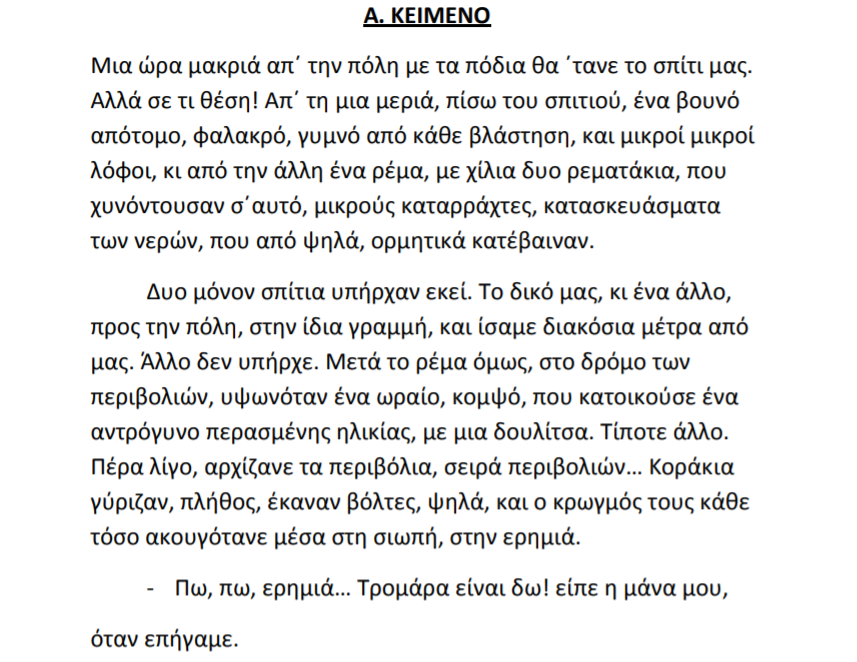 Α. ΚΕΙΜΕΝΟ
Μια ώρα μακριά απ΄ την πόλη με τα πόδια θα ΄τανε το σπίτι μας.
Αλλά σε τι θέση! Απ΄ τη μια μεριά, πίσω του σπιτιού, ένα βουνό
απότομο, φαλακρό, γυμνό από κάθε βλάστηση, και μικροί μικροί
λόφοι, κι από την άλλη ένα ρέμα, με χίλια δυο ρεματάκια, που
χυνόντουσαν σ΄αυτό, μικρούς καταρράχτες, κατασκευάσματα
των νερών, που από ψηλά, ορμητικά κατέβαιναν.
Δυο μόνον σπίτια υπήρχαν εκεί. Το δικό μας, κι ένα άλλο,
προς την πόλη, στην ίδια γραμμή, και ίσαμε διακόσια μέτρα από
μας. Άλλο δεν υπήρχε. Μετά το ρέμα όμως, στο δρόμο των
περιβολιών, υψωνόταν ένα ωραίο, κομψό, που κατοικούσε ένα
αντρόγυνο περασμένης ηλικίας, με μια δουλίτσα. Τίποτε άλλο.
Πέρα λίγο, αρχίζανε τα περιβόλια, σειρά περιβολιών… Κοράκια
γύριζαν, πλήθος, έκαναν βόλτες, ψηλά, και ο κρωγμός τους κάθε
τόσο ακουγότανε μέσα στη σιωπή, στην ερημιά.
- Πω, πω, ερημιά… Τρομάρα είναι δω! είπε η μάνα μου,
όταν επήγαμε.